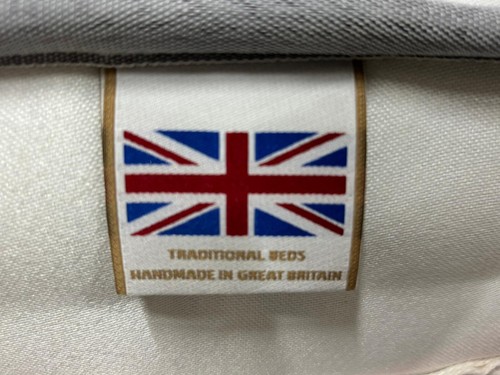 TRADITIONAL BEDS
HANDMADE IN GREAT BRITAIN